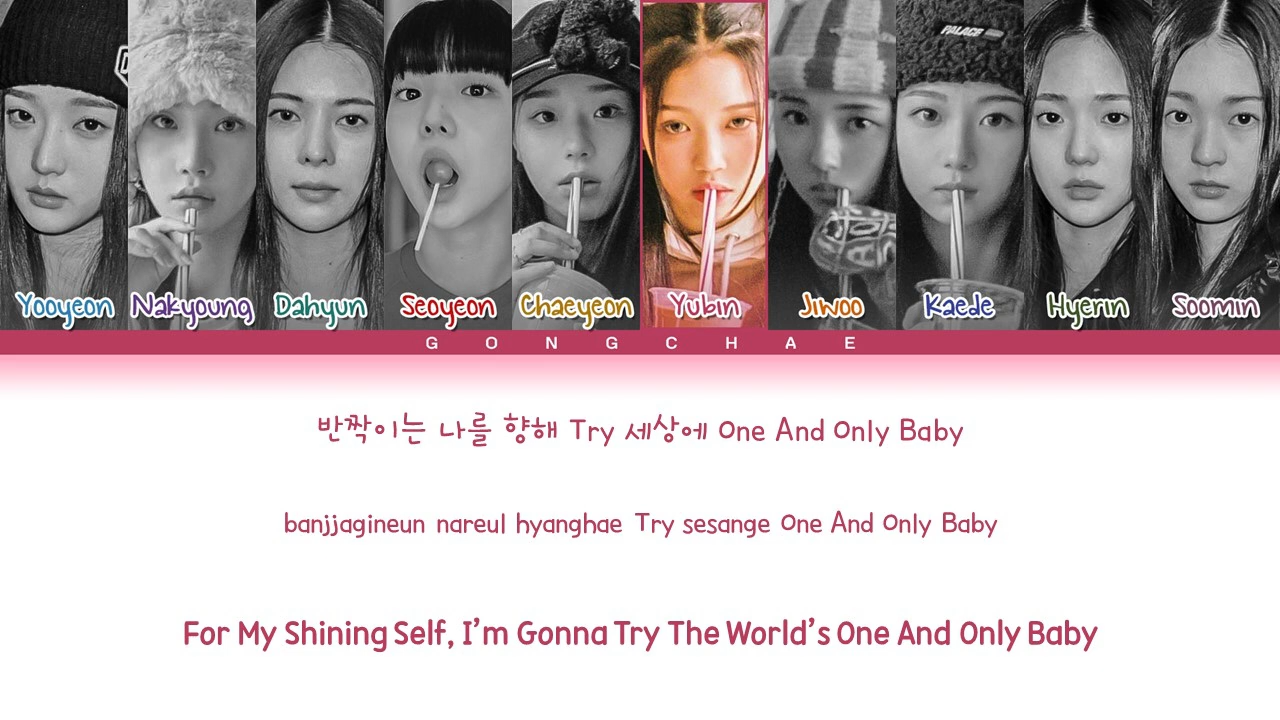 PALACE
Yooyeon Nakyoung Dahyun Seoyeon Chaeyeon Yubin Jiwoo Kaede Hyerin Soomin
GONGCHAE
반짝이는 나를 향해 Try 세상에 One And Only Baby
banjjagineun nareul hyanghae Try sesange One And Only Baby
For My Shining Self, I'm Gonna Try The World's One And Only Baby